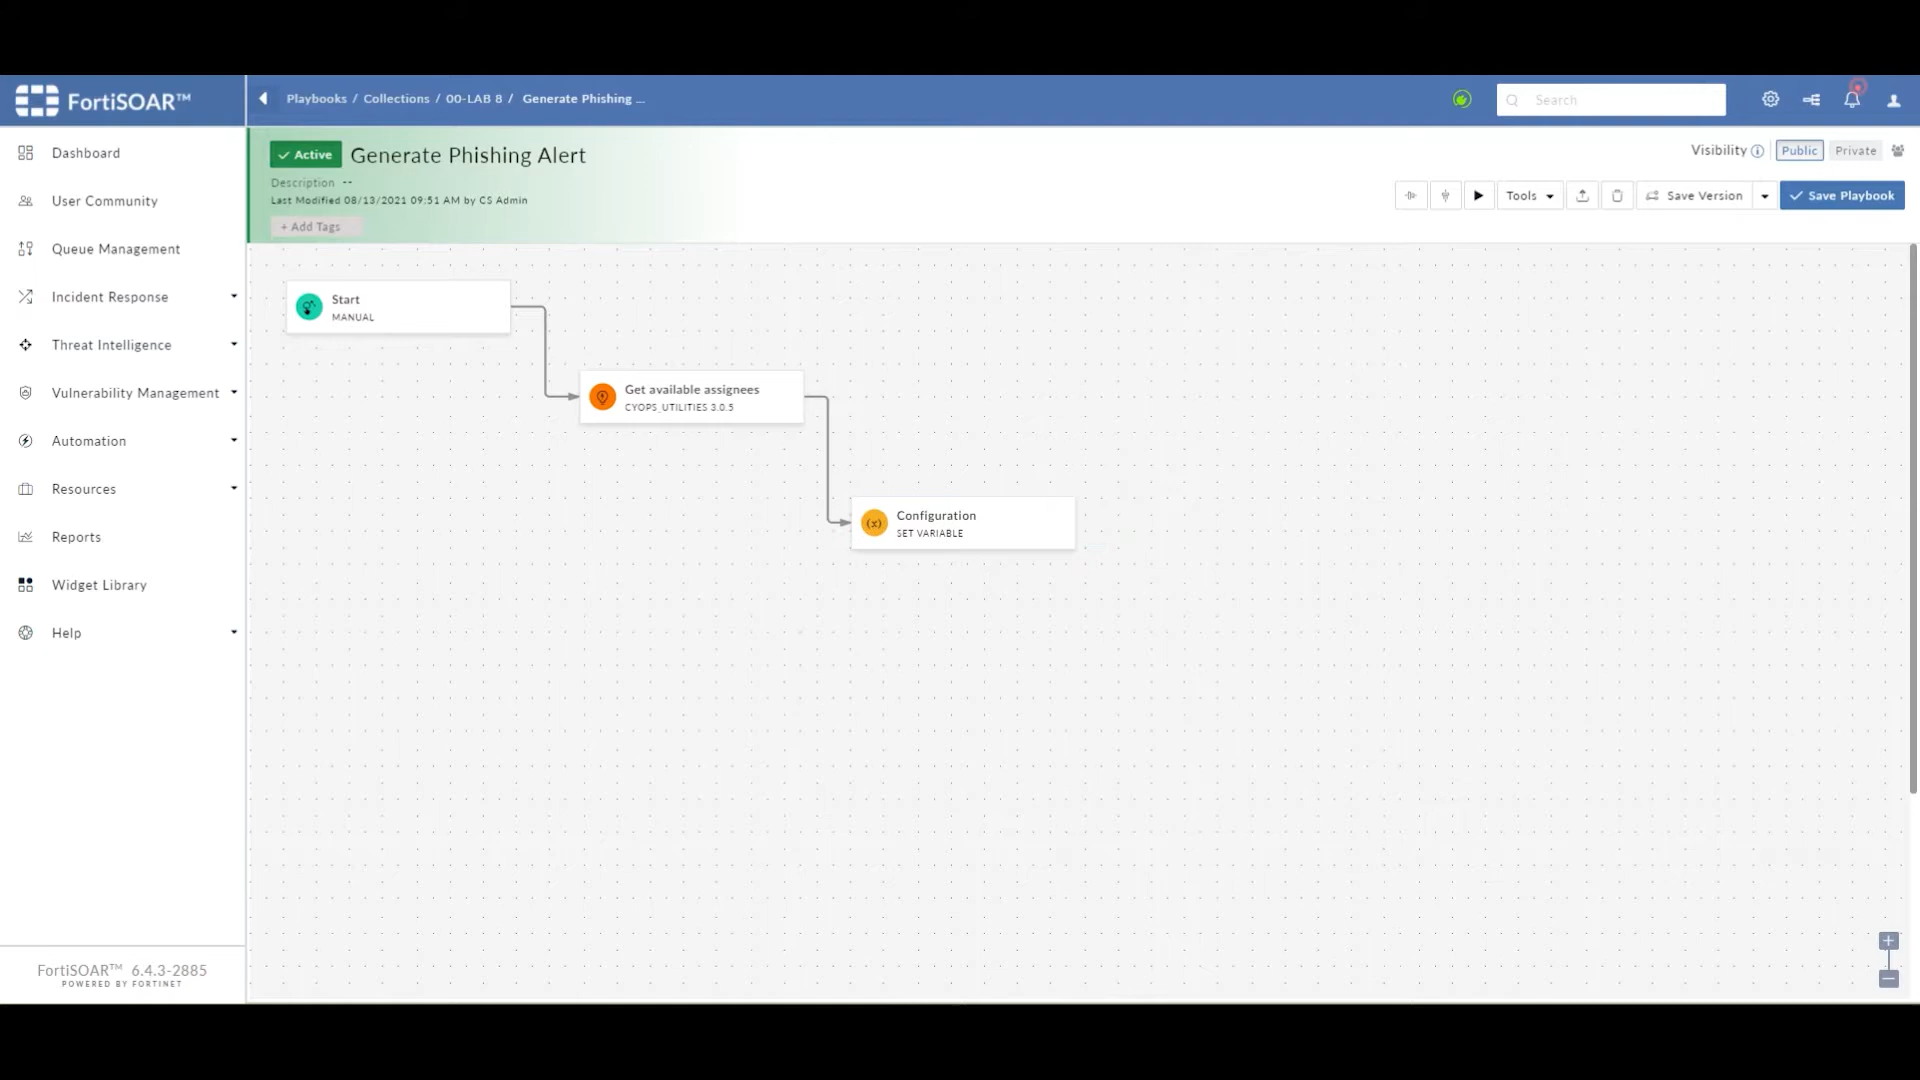 FortiSOAR™
Playbooks / Collections / 00-LAB 8 / Generate Phishing ...
Search
Dashboard
User Community
Queue Management
Incident Response
Threat Intelligence
Vulnerability Management
Automation
Resources
Reports
Widget Library
Help
FortiSOAR™ 6.4.3-2885
POWERED BY FORTINET
Active
Generate Phishing Alert
Description --
Last Modified 08/13/2021 09:51 AM by CS Admin
+ Add Tags
Visibility
Public
Private
Tools
Save Version
Save Playbook
Start
MANUAL
Get available assignees
CYOPS_UTILITIES 3.0.5
Configuration
SET VARIABLE